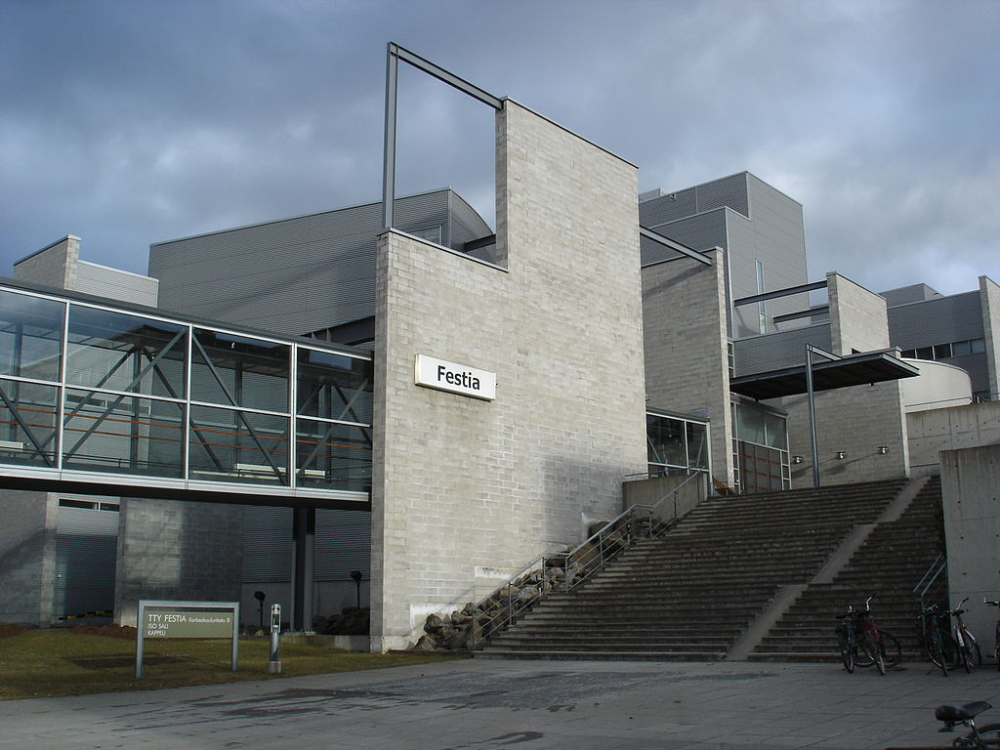 Festia
TTY FESTIA Korkeakoulunkatu 8
ISO SALI
KAPPELI